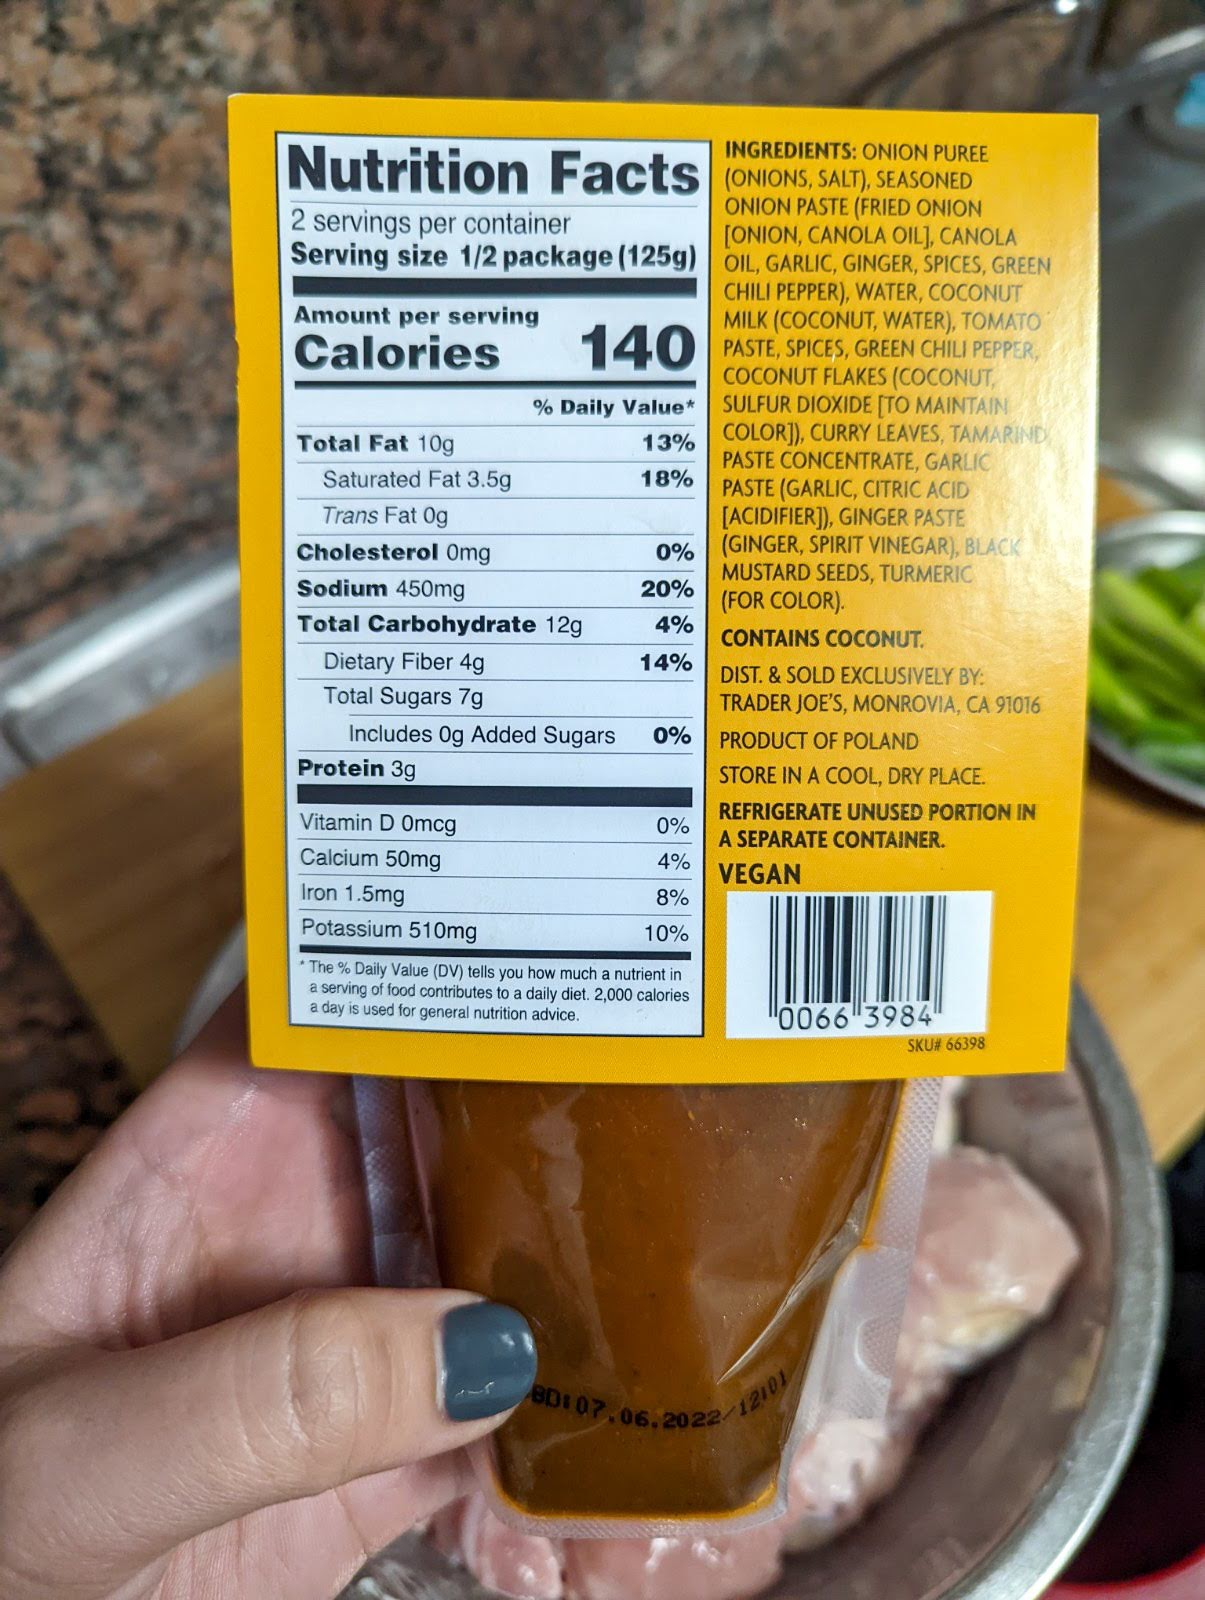 Nutrition Facts
2 servings per container
Serving size 1/2 package (125g)
Amount per serving
Calories 140
% Daily Value*
Total Fat 10g 13%
Saturated Fat 3.5g 18%
Trans Fat 0g
Cholesterol 0mg 0%
Sodium 450mg 20%
Total Carbohydrate 12g 4%
Dietary Fiber 4g 14%
Total Sugars 7g
Includes 0g Added Sugars 0%
Protein 3g
Vitamin D 0mcg 0%
Calcium 50mg 4%
Iron 1.5mg 8%
Potassium 510mg 10%
* The % Daily Value (DV) tells you how much a nutrient in
a serving of food contributes to a daily diet. 2,000 calories
a day is used for general nutrition advice.
INGREDIENTS: ONION PUREE
(ONIONS, SALT), SEASONED
ONION PASTE (FRIED ONION
[ONION, CANOLA OIL], CANOLA
OIL, GARLIC, GINGER, SPICES, GREEN
CHILI PEPPER), WATER, COCONUT
MILK (COCONUT, WATER), TOMATO
PASTE, SPICES, GREEN CHILI PEPPER,
COCONUT FLAKES (COCONUT,
SULFUR DIOXIDE [TO MAINTAIN
COLOR]), CURRY LEAVES, TAMARIND
PASTE CONCENTRATE, GARLIC
PASTE (GARLIC, CITRIC ACID
[ACIDIFIER]), GINGER PASTE
(GINGER, SPIRIT VINEGAR), BLACK
MUSTARD SEEDS, TURMERIC
(FOR COLOR).
CONTAINS COCONUT.
DIST. & SOLD EXCLUSIVELY BY:
TRADER JOE'S, MONROVIA, CA 91016
PRODUCT OF POLAND
STORE IN A COOL, DRY PLACE.
REFRIGERATE UNUSED PORTION IN
A SEPARATE CONTAINER.
VEGAN
0066 3984
SKU# 66398
BD:07.06.2022 12:01